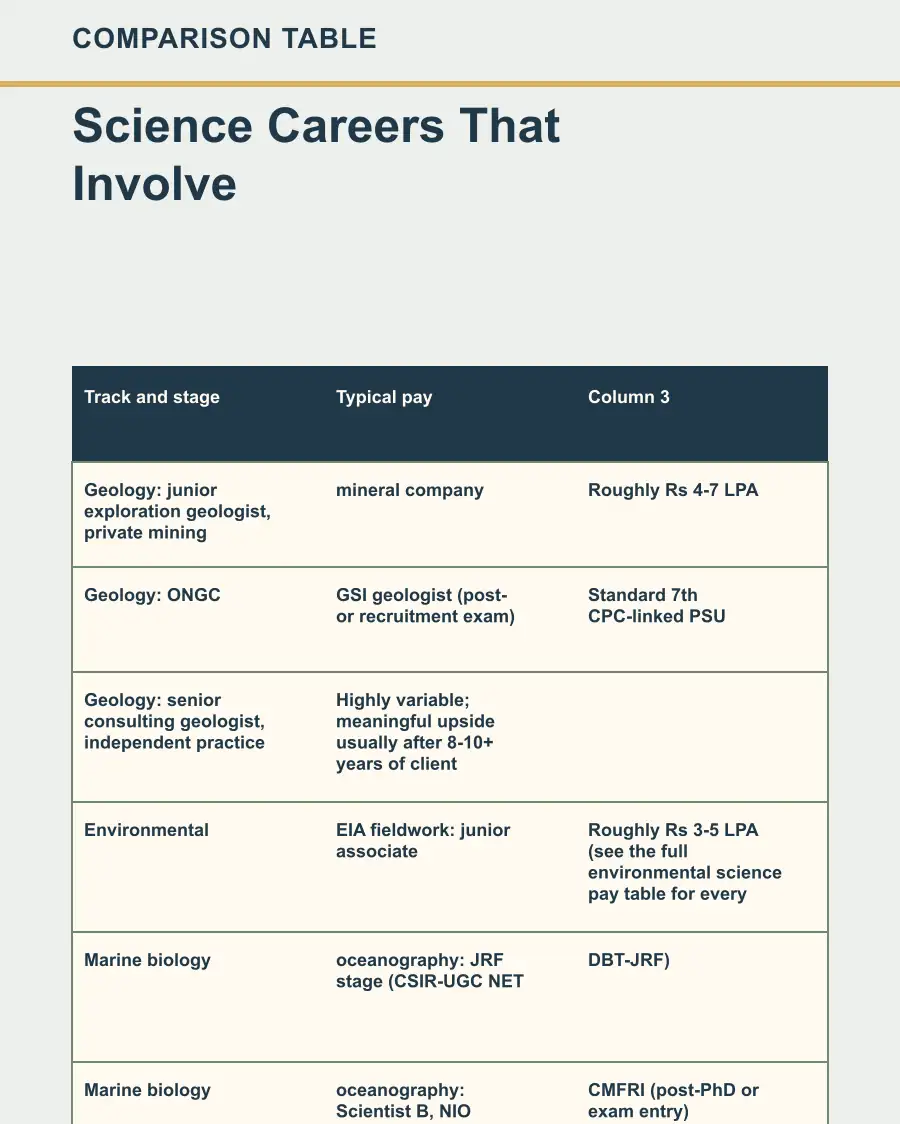 COMPARISON TABLE
Science Careers That
Involve
Track and stage
Typical pay
Column 3
Geology: junior
exploration geologist,
private mining
mineral company
Roughly Rs 4-7 LPA
Geology: ONGC
GSI geologist (post-
or recruitment exam)
Standard 7th
CPC-linked PSU
Geology: senior
consulting geologist,
independent practice
Highly variable;
meaningful upside
usually after 8-10+
years of client
Environmental
EIA fieldwork: junior
associate
Roughly Rs 3-5 LPA
(see the full
environmental science
pay table for every
Marine biology
oceanography: JRF
stage (CSIR-UGC NET
DBT-JRF)
Marine biology
oceanography:
Scientist B, NIO
CMFRI (post-PhD or
exam entry)